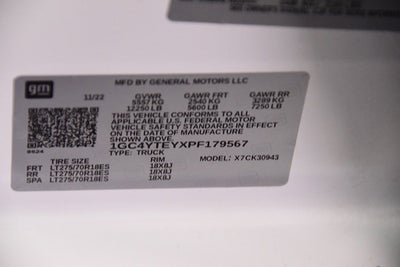 gm
MFD BY GENERAL MOTORS LLC
11/22 GVWR GAWR FRT GAWR RR
5557 KG 2540 KG 3289 KG
12250 LB 5600 LB 7250 LB
THIS VEHICLE CONFORMS TO ALL
APPLICABLE U.S. FEDERAL MOTOR
VEHICLE SAFETY STANDARDS IN EFFECT
ON THE DATE OF MANUFACTURE
SHOWN ABOVE.
1GC4YTEYXPF179567
TYPE: TRUCK MODEL: X7CK30943
TIRE SIZE RIM
FRT LT275/70R18ES 18X8J
RR LT275/70R18ES 18X8J
SPA LT275/70R18ES 18X8J